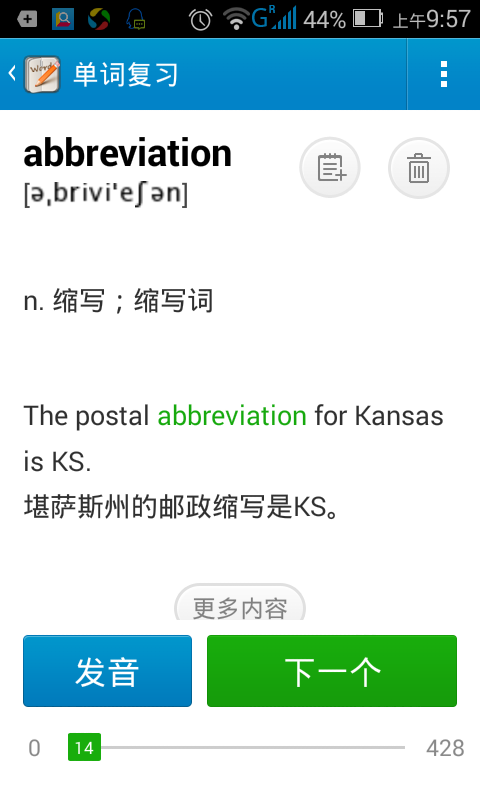 G R 44% 上午9:57
单词复习
abbreviation
[ə,brivi'eʃən]
n. 缩写；缩写词
The postal abbreviation for Kansas
is KS.
堪萨斯州的邮政缩写是KS。
更多内容
发音 下一个
0 14 428